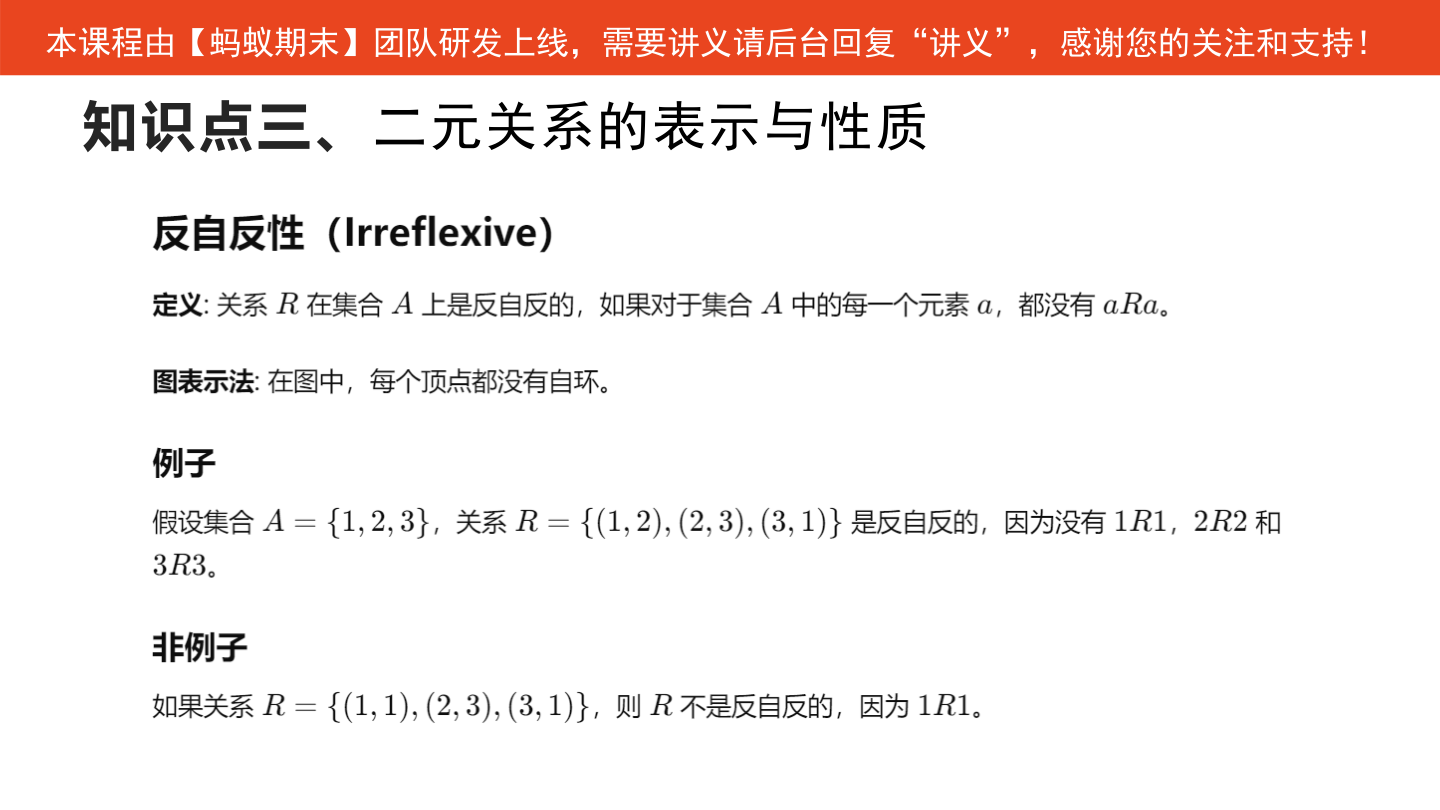 本课程由【蚂蚁期末】团队研发上线，需要讲义请后台回复“讲义”，感谢您的关注和支持！
知识点三、二元关系的表示与性质
反自反性（Irreflexive）
定义: 关系 R 在集合 A 上是反自反的，如果对于集合 A 中的每一个元素 a，都没有 aRa。
图表示法: 在图中，每个顶点都没有自环。
例子
假设集合 A = {1, 2, 3}，关系 R = {(1, 2), (2, 3), (3, 1)} 是反自反的，因为没有 1R1，2R2 和
3R3。
非例子
如果关系 R = {(1, 1), (2, 3), (3, 1)}，则 R 不是反自反的，因为 1R1。